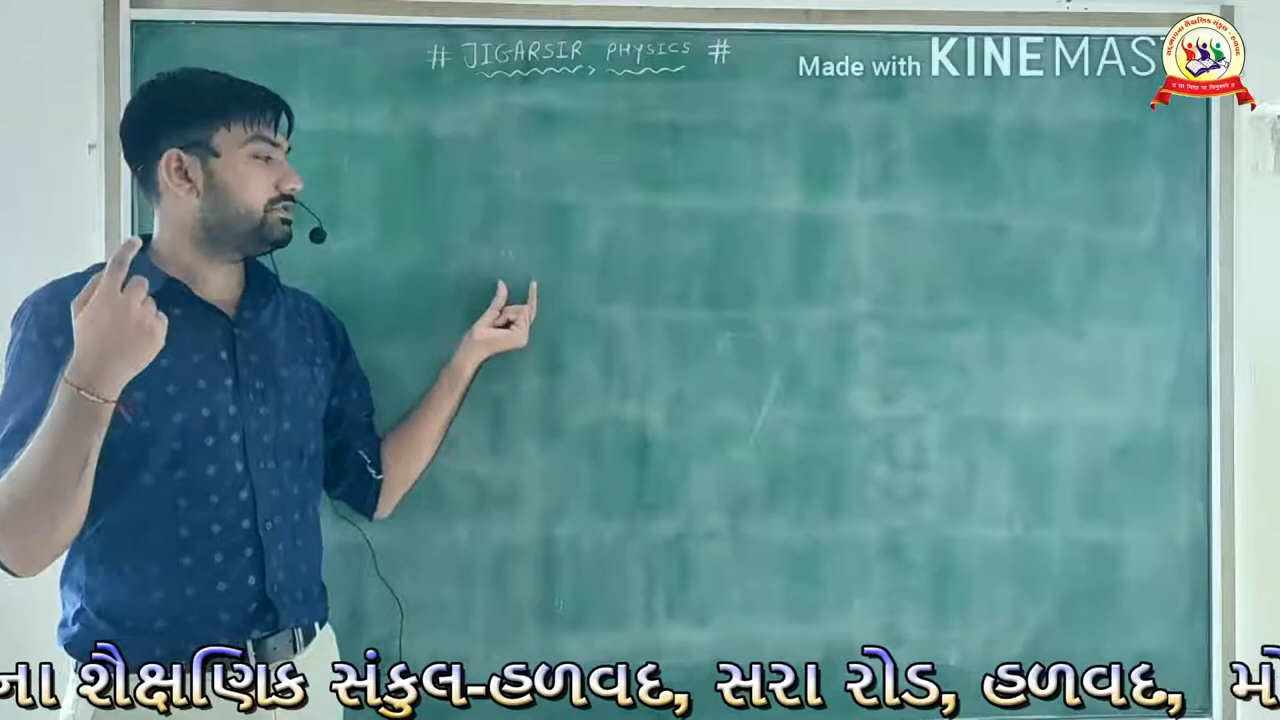 # JIGARSIR PHYSICS #
Made with KINEMAS
ના શૈક્ષણિક સંકુલ-હળવદ, સરા રોડ, હળવદ, મો